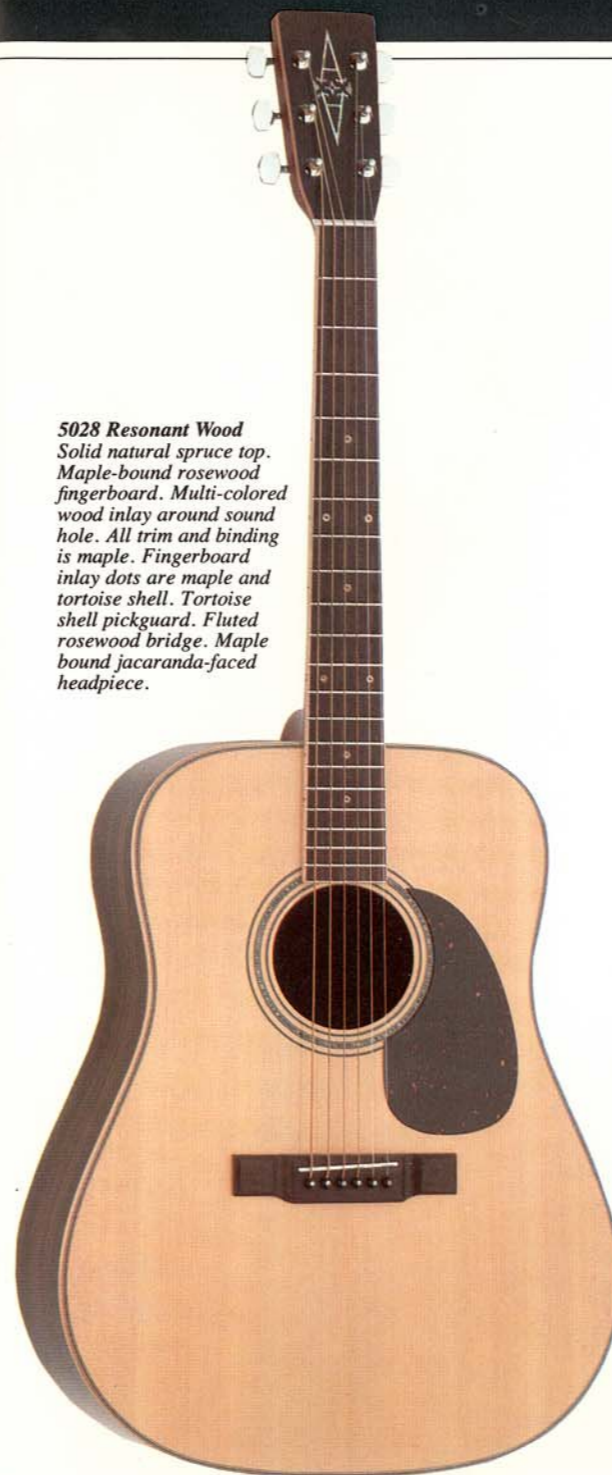 5028 Resonant Wood
Solid natural spruce top.
Maple-bound rosewood
fingerboard. Multi-colored
wood inlay around sound
hole. All trim and binding
is maple. Fingerboard
inlay dots are maple and
tortoise shell. Tortoise
shell pickguard. Fluted
rosewood bridge. Maple
bound jacaranda-faced
headpiece.